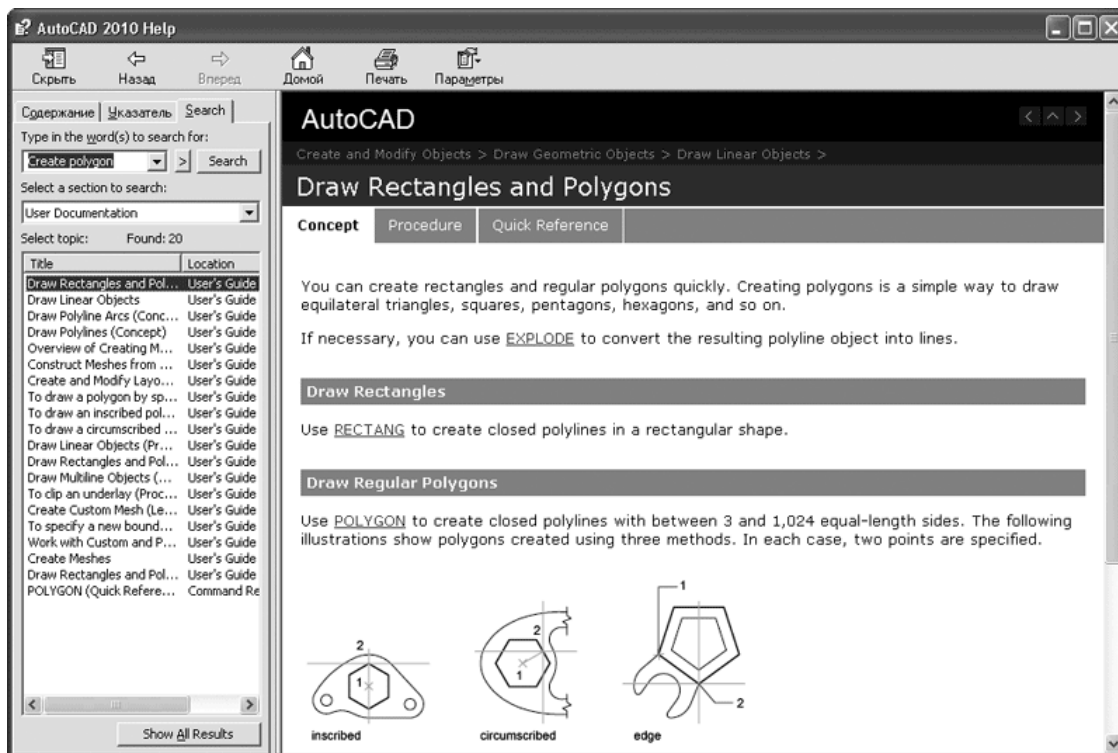 AutoCAD 2010 Help
Скрыть Назад Вперед Домой Печать Параметры
Содержание Указатель Search
Type in the word(s) to search for:
Create polygon > Search
Select a section to search:
User Documentation
Select topic: Found: 20
Title Location
Draw Rectangles and Pol... User's Guide
Draw Linear Objects User's Guide
Draw Polyline Arcs (Conc... User's Guide
Draw Polylines (Concept) User's Guide
Overview of Creating M... User's Guide
Construct Meshes from ... User's Guide
Create and Modify Layo... User's Guide
To draw a polygon by sp... User's Guide
To draw an inscribed pol... User's Guide
To draw a circumscribed ... User's Guide
Draw Linear Objects (Pr... User's Guide
Draw Rectangles and Pol... User's Guide
Draw Multiline Objects (... User's Guide
To clip an underlay (Proc... User's Guide
Create Custom Mesh (Le... User's Guide
To specify a new bound... User's Guide
Work with Custom and P... User's Guide
Create Meshes User's Guide
Draw Rectangles and Pol... User's Guide
POLYGON (Quick Refere... Command Re
Show All Results
AutoCAD
Create and Modify Objects > Draw Geometric Objects > Draw Linear Objects >
Draw Rectangles and Polygons
Concept Procedure Quick Reference
You can create rectangles and regular polygons quickly. Creating polygons is a simple way to draw
equilateral triangles, squares, pentagons, hexagons, and so on.
If necessary, you can use EXPLODE to convert the resulting polyline object into lines.
Draw Rectangles
Use RECTANG to create closed polylines in a rectangular shape.
Draw Regular Polygons
Use POLYGON to create closed polylines with between 3 and 1,024 equal-length sides. The following
illustrations show polygons created using three methods. In each case, two points are specified.
2
1
inscribed
2
1
circumscribed
1
2
edge